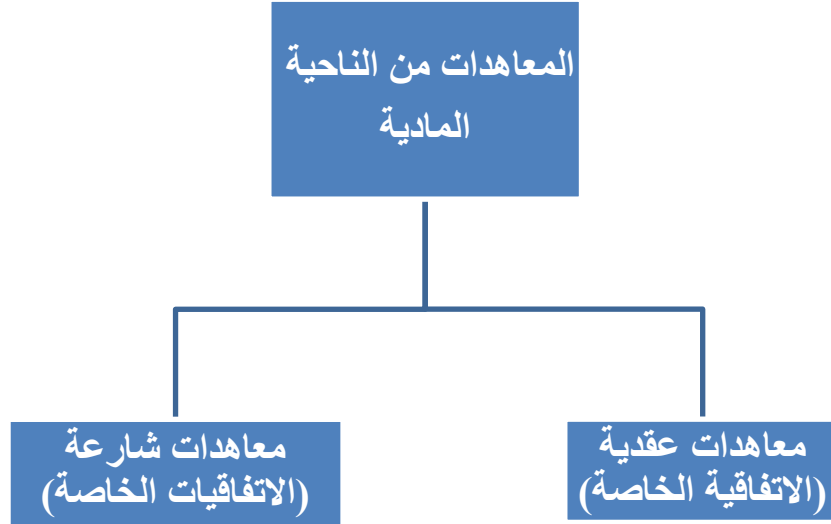 المعاهدات من الناحية
المادية
معاهدات عقدية
(الاتفاقية الخاصة)
معاهدات شارعة
(الاتفاقيات الخاصة)